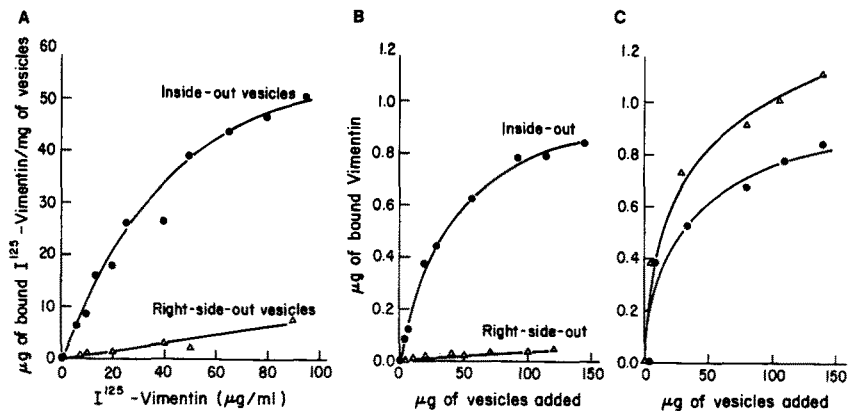 A
μg of bound I¹²⁵-Vimentin/mg of vesicles
60
50
40
30
20
10
0
Inside-out vesicles
Right-side-out vesicles
0 20 40 60 80 100
I¹²⁵-Vimentin (μg/ml)
B
μg of bound Vimentin
1.2
1.0
0.8
0.6
0.4
0.2
0.0
Inside-out
Right-side-out
0 50 100 150
μg of vesicles added
C
1.2
1.0
0.8
0.6
0.4
0.2
0.0
0 50 100 150
μg of vesicles added